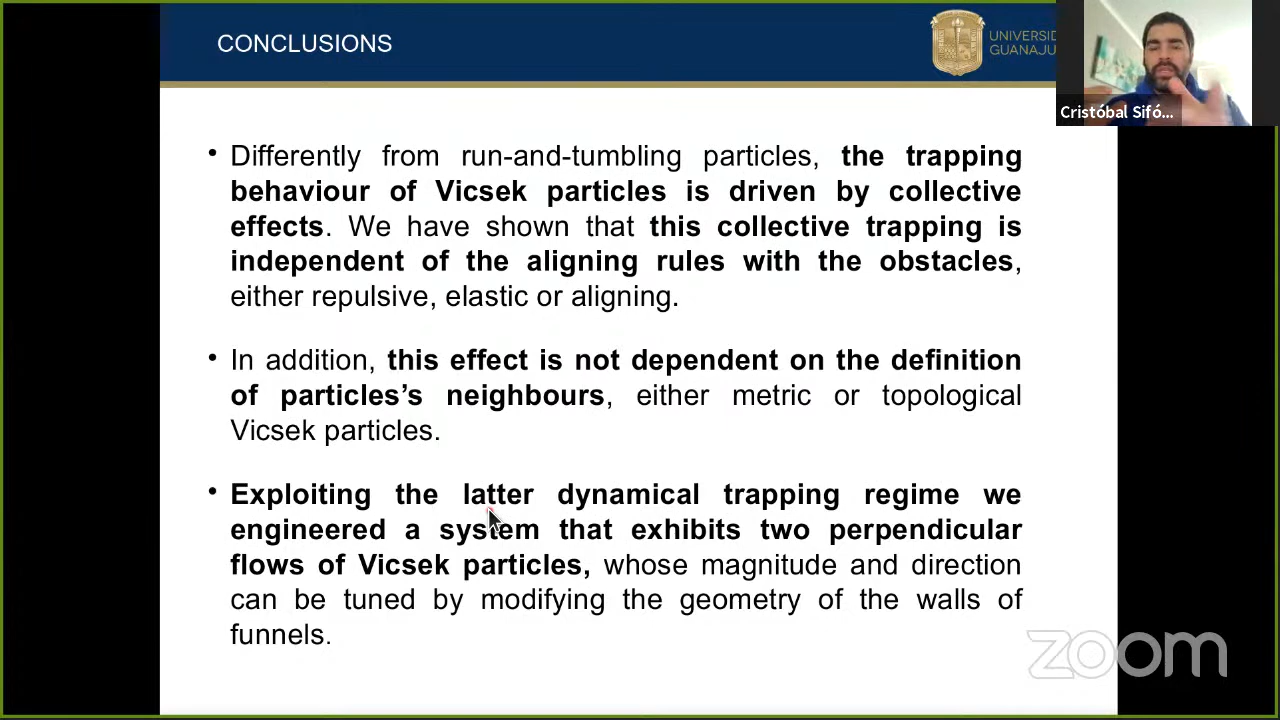 CONCLUSIONS
UNIVERSID
GUANAJU
Cristóbal Sifó...
• Differently from run-and-tumbling particles, the trapping
behaviour of Vicsek particles is driven by collective
effects. We have shown that this collective trapping is
independent of the aligning rules with the obstacles,
either repulsive, elastic or aligning.
• In addition, this effect is not dependent on the definition
of particles’s neighbours, either metric or topological
Vicsek particles.
• Exploiting the latter dynamical trapping regime we
engineered a system that exhibits two perpendicular
flows of Vicsek particles, whose magnitude and direction
can be tuned by modifying the geometry of the walls of
funnels.
zoom